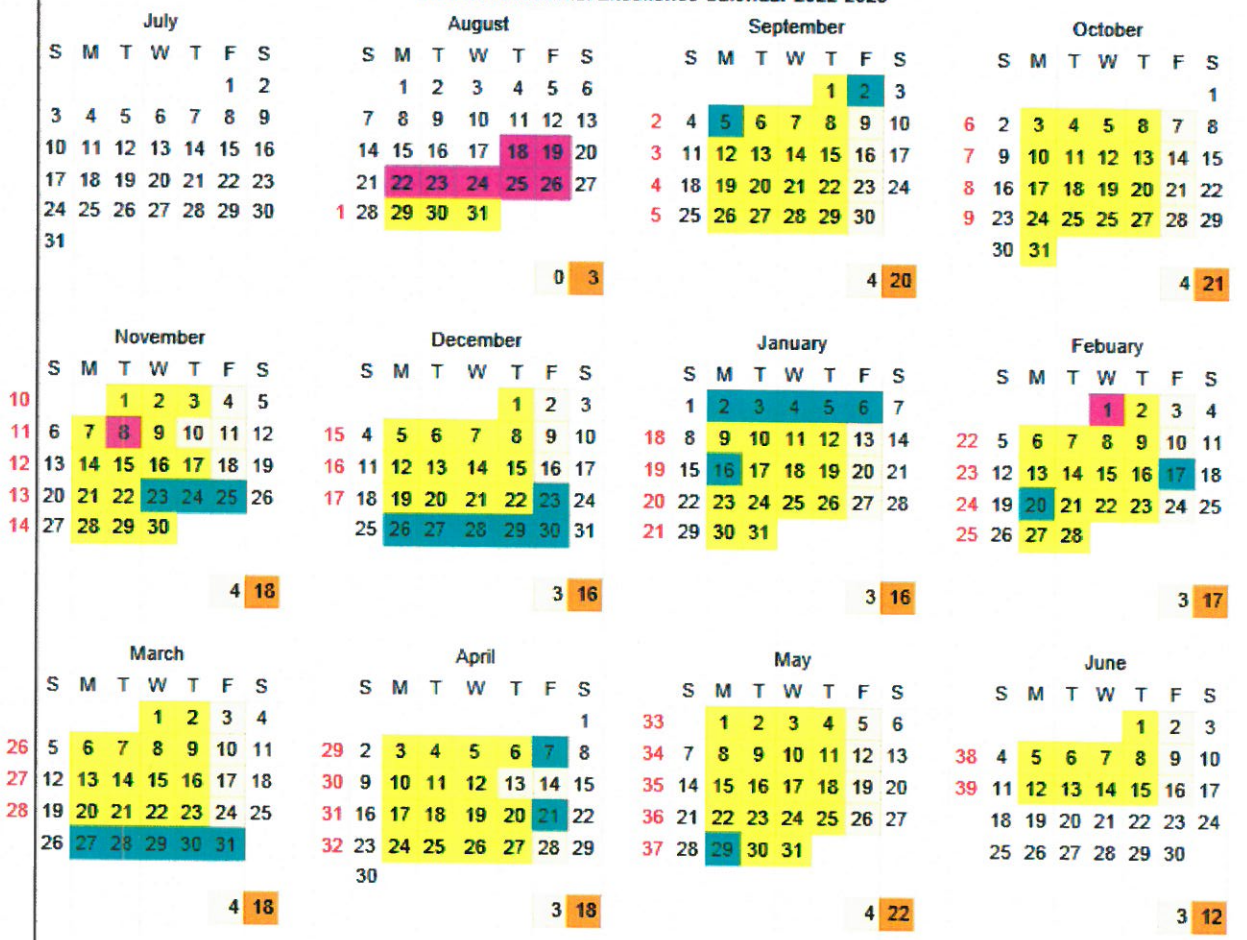 Excellence Calendar 2022-2023
July
S M T W T F S
1 2
3 4 5 6 7 8 9
10 11 12 13 14 15 16
17 18 19 20 21 22 23
24 25 26 27 28 29 30
31
August
S M T W T F S
1 2 3 4 5 6
7 8 9 10 11 12 13
14 15 16 17 18 19 20
21 22 23 24 25 26 27
1 28 29 30 31
0 3
September
S M T W T F S
1 2 3
2 4 5 6 7 8 9 10
3 11 12 13 14 15 16 17
4 18 19 20 21 22 23 24
5 25 26 27 28 29 30
4 20
October
S M T W T F S
1
6 2 3 4 5 8 7 8
7 9 10 11 12 13 14 15
8 16 17 18 19 20 21 22
9 23 24 25 25 27 28 29
30 31
4 21
November
S M T W T F S
10 1 2 3 4 5
11 6 7 8 9 10 11 12
12 13 14 15 16 17 18 19
13 20 21 22 23 24 25 26
14 27 28 29 30
4 18
December
S M T W T F S
1 2 3
15 4 5 6 7 8 9 10
16 11 12 13 14 15 16 17
17 18 19 20 21 22 23 24
25 26 27 28 29 30 31
3 16
January
S M T W T F S
1 2 3 4 5 6 7
18 8 9 10 11 12 13 14
19 15 16 17 18 19 20 21
20 22 23 24 25 26 27 28
21 29 30 31
3 16
Febuary
S M T W T F S
1 2 3 4
22 5 6 7 8 9 10 11
23 12 13 14 15 16 17 18
24 19 20 21 22 23 24 25
25 26 27 28
3 17
March
S M T W T F S
1 2 3 4
26 5 6 7 8 9 10 11
27 12 13 14 15 16 17 18
28 19 20 21 22 23 24 25
26 27 28 29 30 31
4 18
April
S M T W T F S
1
29 2 3 4 5 6 7 8
30 9 10 11 12 13 14 15
31 16 17 18 19 20 21 22
32 23 24 25 26 27 28 29
30
3 18
May
S M T W T F S
33 1 2 3 4 5 6
34 7 8 9 10 11 12 13
35 14 15 16 17 18 19 20
36 21 22 23 24 25 26 27
37 28 29 30 31
4 22
June
S M T W T F S
1 2 3
38 4 5 6 7 8 9 10
39 11 12 13 14 15 16 17
18 19 20 21 22 23 24
25 26 27 28 29 30
3 12